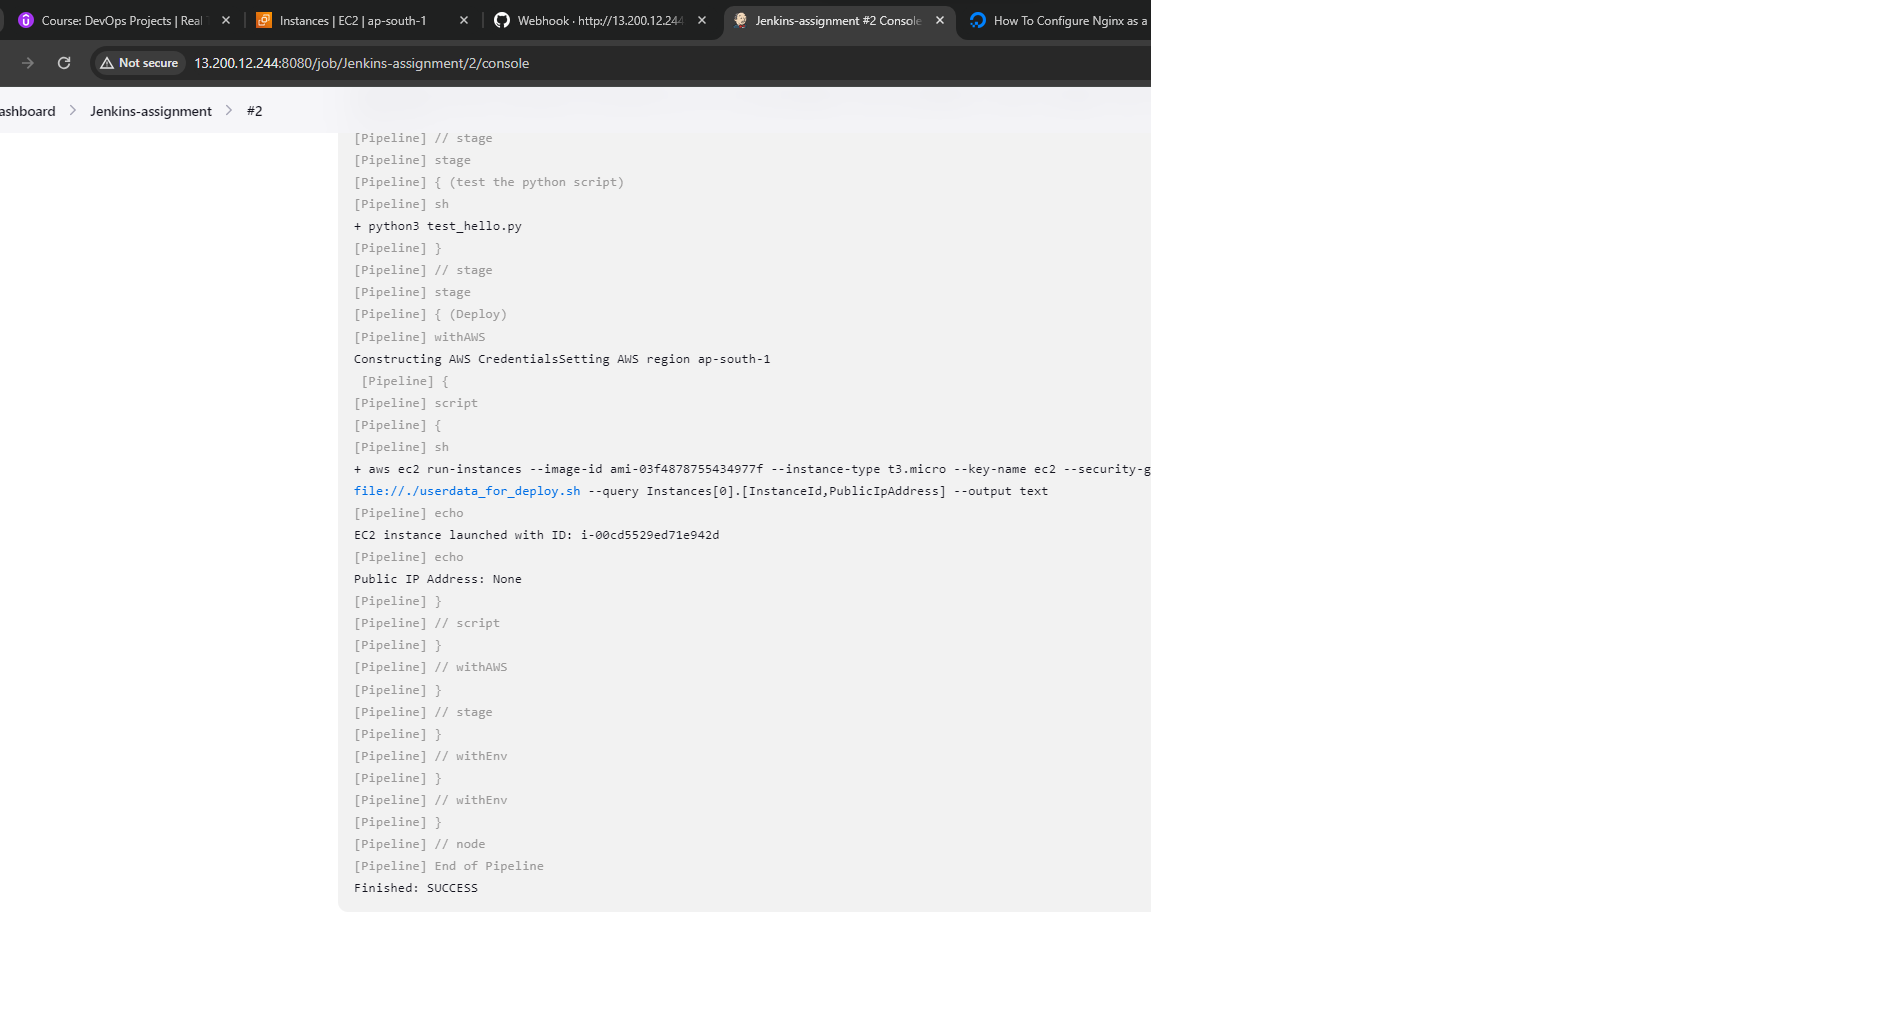 Course: DevOps Projects | Real
Instances | EC2 | ap-south-1
Webhook · http://13.200.12.244
Jenkins-assignment #2 Console
How To Configure Nginx as a
Not secure
13.200.12.244:8080/job/Jenkins-assignment/2/console
ashboard
Jenkins-assignment
#2
[Pipeline] // stage
[Pipeline] stage
[Pipeline] { (test the python script)
[Pipeline] sh
+ python3 test_hello.py
[Pipeline] }
[Pipeline] // stage
[Pipeline] stage
[Pipeline] { (Deploy)
[Pipeline] withAWS
Constructing AWS CredentialsSetting AWS region ap-south-1
[Pipeline] {
[Pipeline] script
[Pipeline] {
[Pipeline] sh
+ aws ec2 run-instances --image-id ami-03f4878755434977f --instance-type t3.micro --key-name ec2 --security-g
file://./userdata_for_deploy.sh --query Instances[0].[InstanceId,PublicIpAddress] --output text
[Pipeline] echo
EC2 instance launched with ID: i-00cd5529ed71e942d
[Pipeline] echo
Public IP Address: None
[Pipeline] }
[Pipeline] // script
[Pipeline] }
[Pipeline] // withAWS
[Pipeline] }
[Pipeline] // stage
[Pipeline] }
[Pipeline] // withEnv
[Pipeline] }
[Pipeline] // withEnv
[Pipeline] }
[Pipeline] // node
[Pipeline] End of Pipeline
Finished: SUCCESS